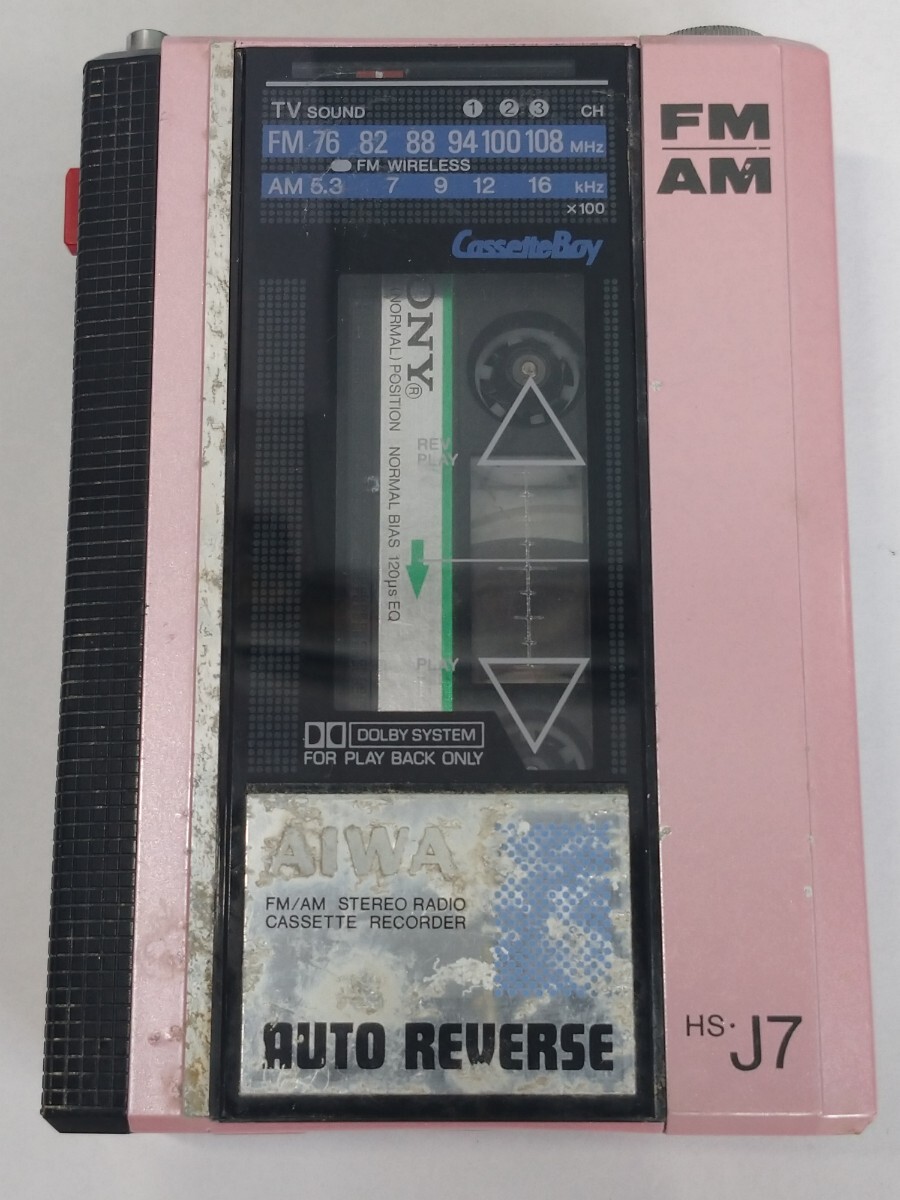 TV SOUND ① ② ③ CH
FM 76 82 88 94 100 108 MHz
FM WIRELESS
AM 5.3 7 9 12 16 kHz
×100
FM
AM
CassetteBoy
ONY®
(NORMAL) POSITION NORMAL BIAS 120μs EQ
REV
PLAY
PLAY
DOLBY SYSTEM
FOR PLAY BACK ONLY
AIWA
FM/AM STEREO RADIO
CASSETTE RECORDER
AUTO REVERSE
HS·J7